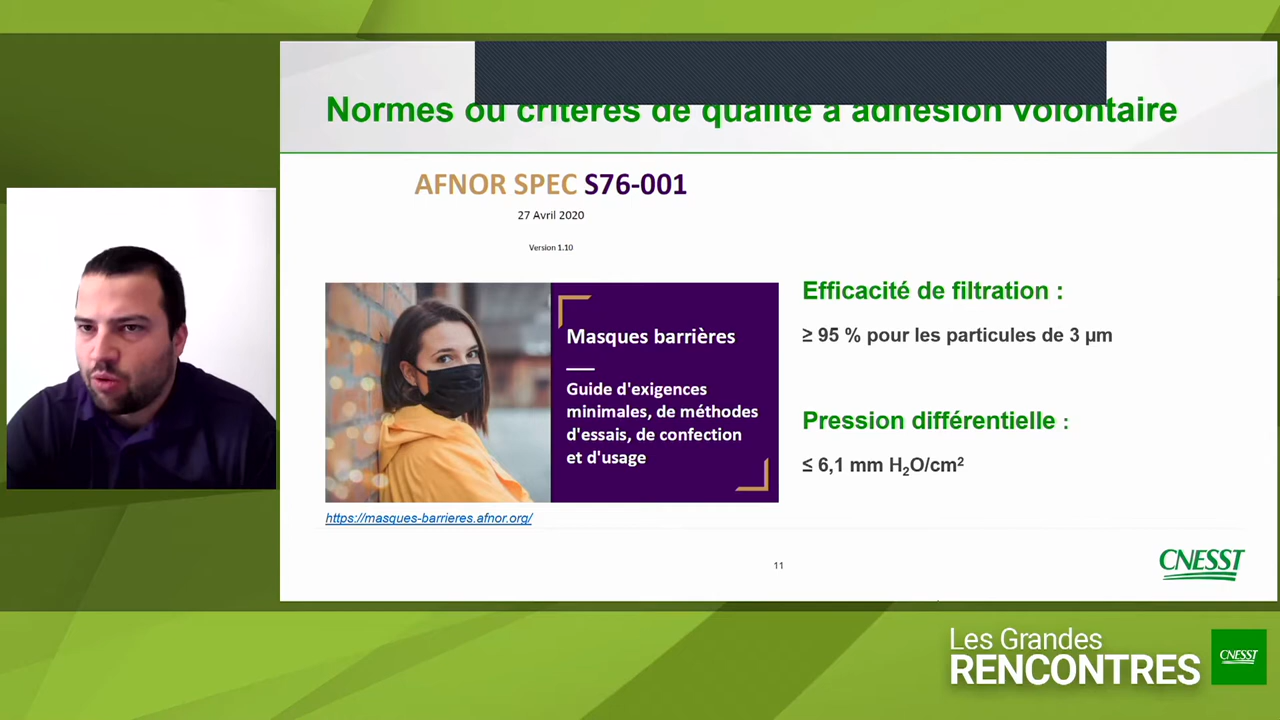 Normes ou critères de qualité à adhésion volontaire
AFNOR SPEC S76-001
27 Avril 2020
Version 1.10
Masques barrières
Guide d'exigences
minimales, de méthodes
d'essais, de confection
et d'usage
https://masques-barrieres.afnor.org/
Efficacité de filtration :
≥ 95 % pour les particules de 3 µm
Pression différentielle :
≤ 6,1 mm H₂O/cm²
11
CNESST
Les Grandes
RENCONTRES
CNESST